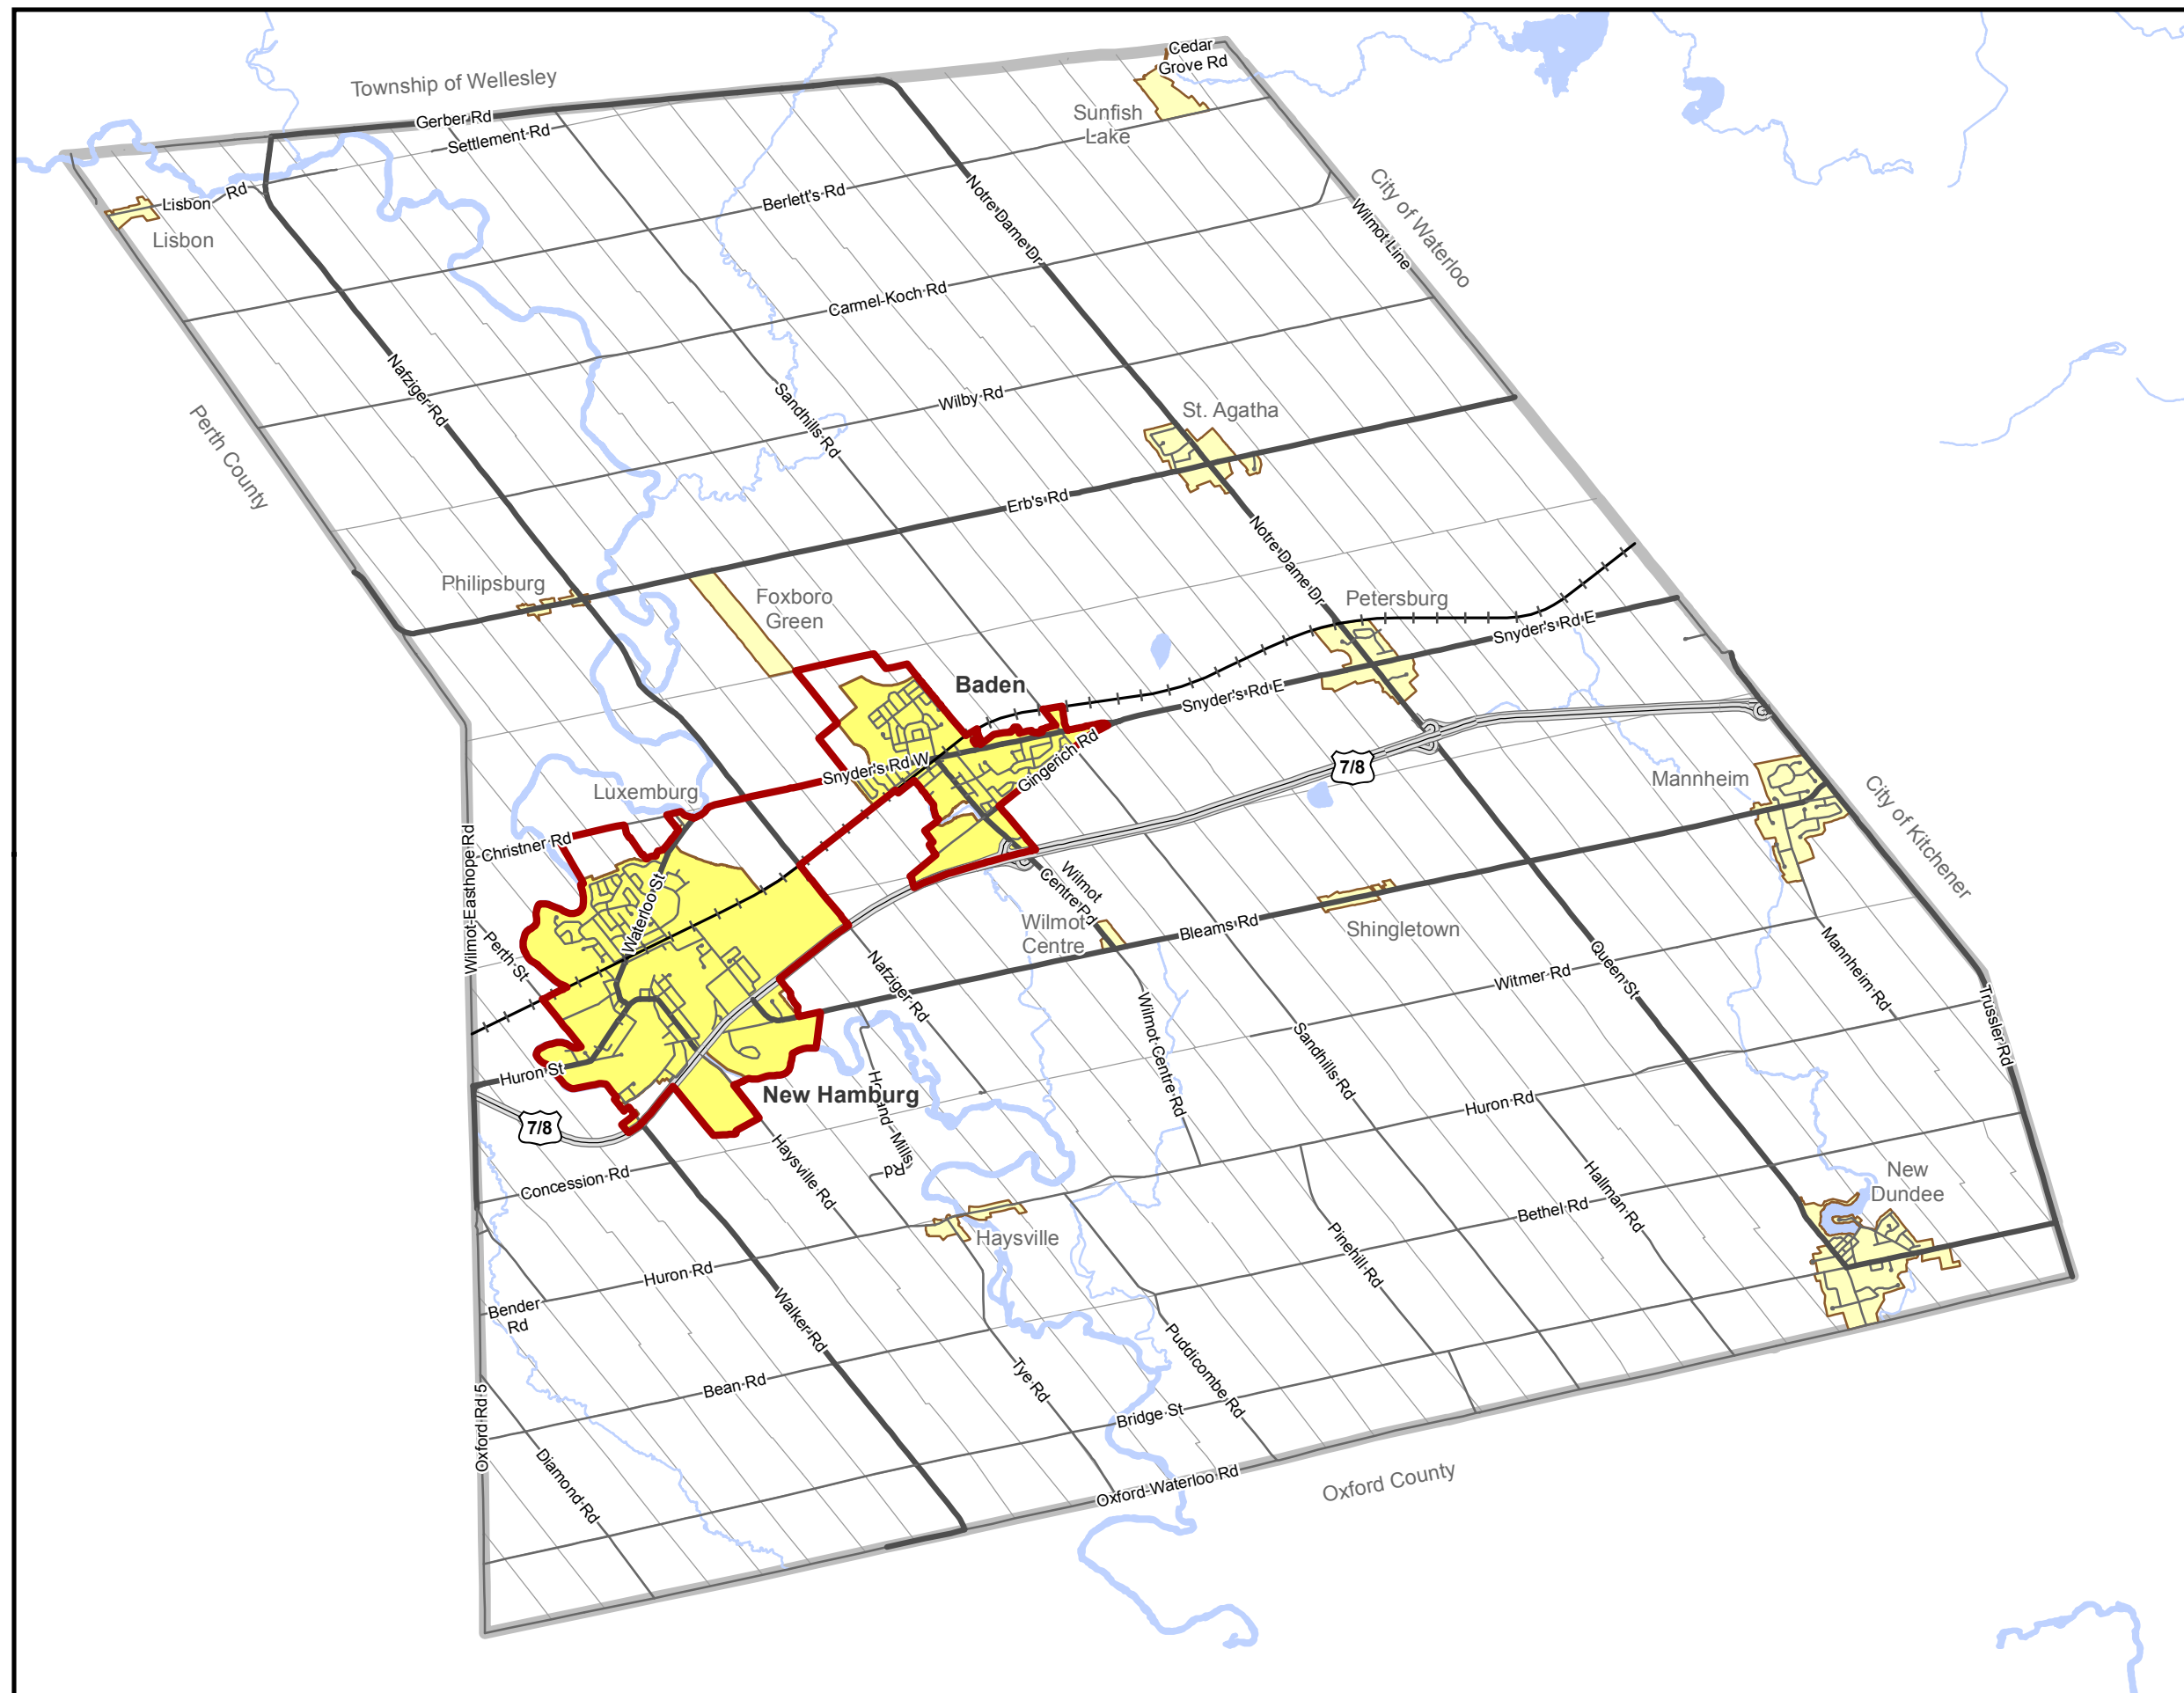 Cedar
Grove Rd
Township of Wellesley
Gerber Rd
Settlement Rd
Sunfish
Lake
City of Waterloo
Wilmot Line
Notre Dame Dr
Berlett's Rd
Lisbon Rd
Lisbon
Carmel-Koch Rd
Nafziger Rd
Sandhills Rd
Wilby Rd
St. Agatha
Perth County
Erb's Rd
Notre Dame Dr
Philipsburg
Foxboro
Green
Petersburg
Snyder's Rd E
Baden
Snyder's Rd E
Gingerich Rd
Snyder's Rd W
7/8
Mannheim
City of Kitchener
Luxemburg
Christner Rd
Wilmot-Easthope Rd
Waterloo St
Perth St
Wilmot
Centre Rd
Wilmot
Centre
Bleams Rd
Shingletown
Queen St
Mannheim Rd
Witmer Rd
Trussler Rd
Nafziger Rd
Wilmot Centre Rd
Sandhills Rd
Huron St
New Hamburg
7/8
Huron Rd
Concession Rd
Haysville Rd
Mills
Rd
Hallman Rd
New
Dundee
Bethel Rd
Haysville
Pinehill Rd
Huron Rd
Bender
Rd
Walker Rd
Puddicombe Rd
Tye Rd
Bean Rd
Bridge St
Oxford Rd 5
Diamond Rd
Oxford-Waterloo Rd
Oxford County